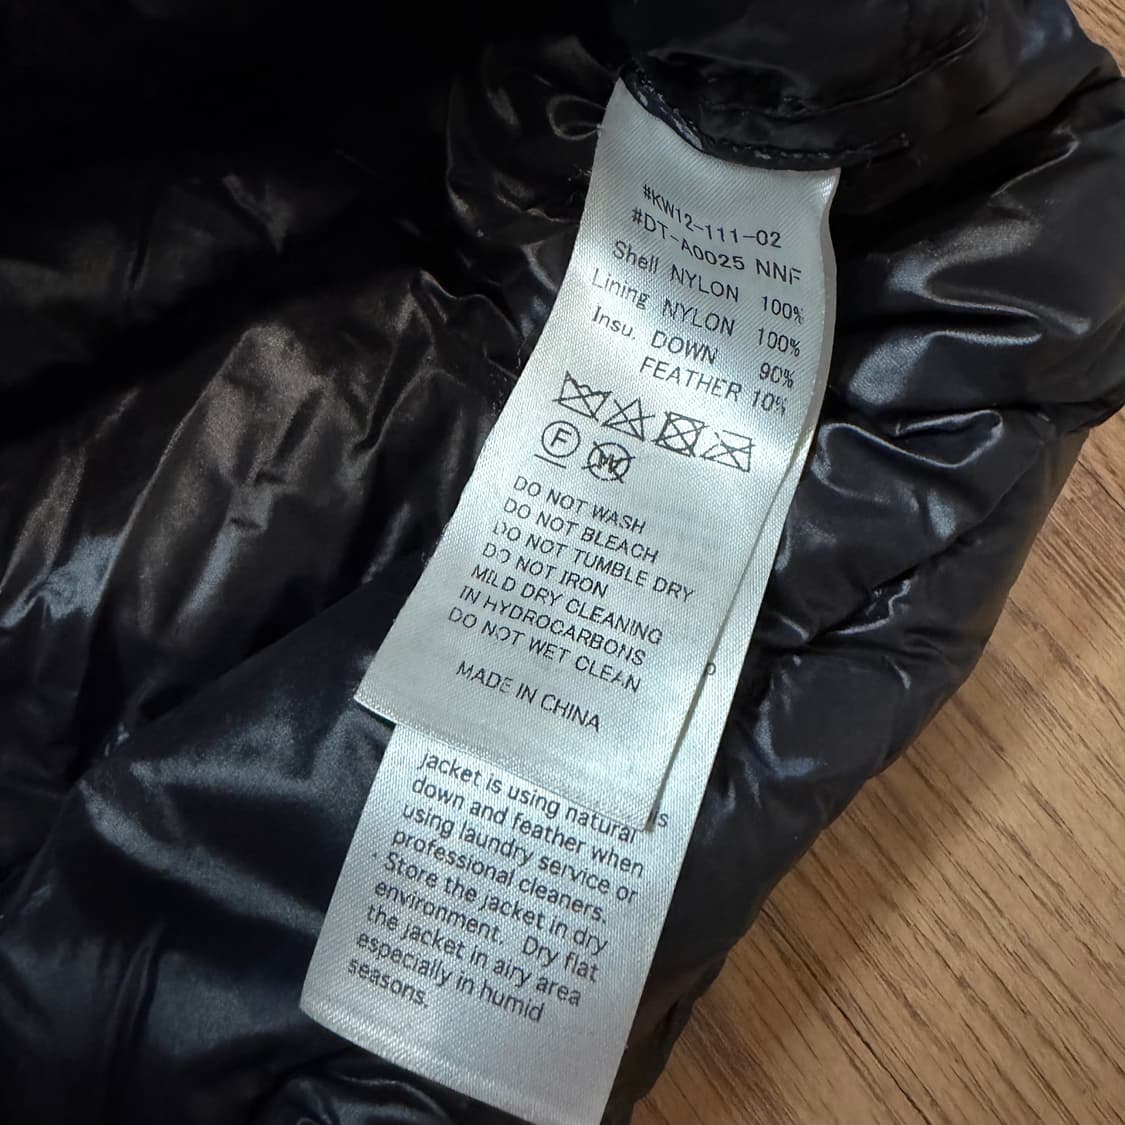 #KW12-111-02
#DT-A0025 NNF
Shell NYLON 100%
Lining NYLON 100%
Insu. DOWN 90%
FEATHER 10%
F
W
DO NOT WASH
DO NOT BLEACH
DO NOT TUMBLE DRY
DO NOT IRON
MILD DRY CLEANING
IN HYDROCARBONS
DO NOT WET CLEAN
MADE IN CHINA
p
is
jacket is using natural
down and feather when
using laundry service or
professional cleaners.
· Store the jacket in dry
environment. Dry flat
the jacket in airy area
especially in humid
seasons.